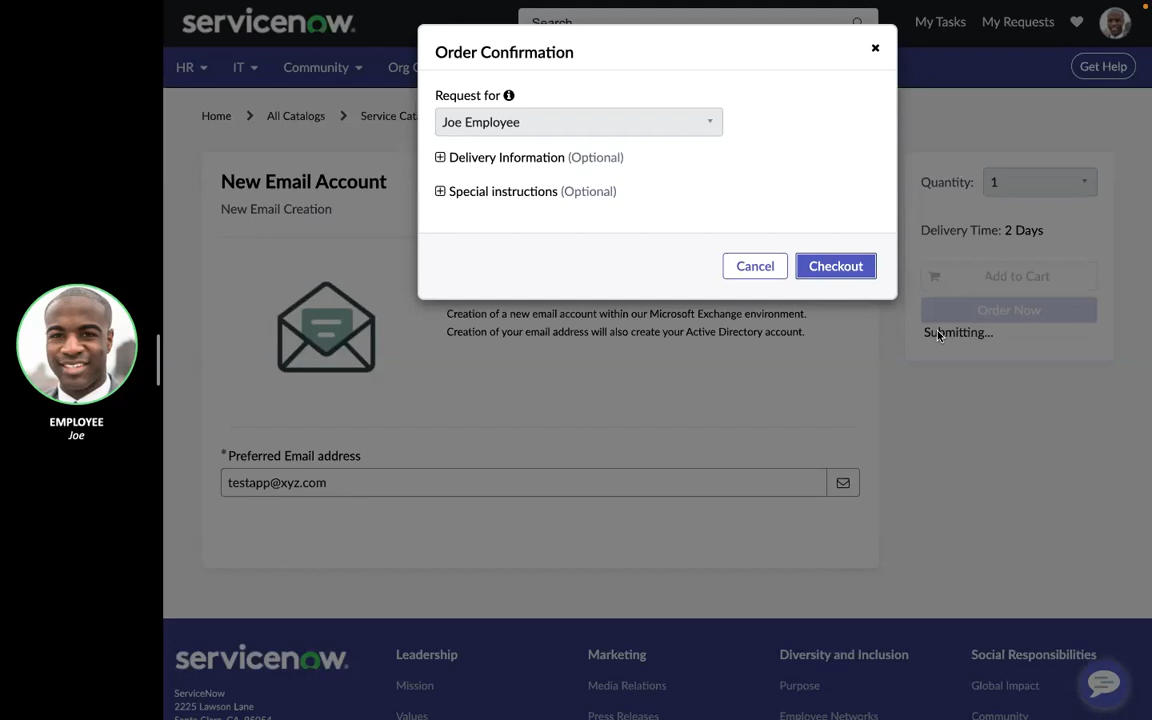 servicenow.
Search
My Tasks
My Requests
HR
IT
Community
Org
Get Help
Order Confirmation
Request for
Joe Employee
Delivery Information (Optional)
Special instructions (Optional)
Cancel
Checkout
Home
All Catalogs
Service Cat
New Email Account
New Email Creation
Creation of a new email account within our Microsoft Exchange environment.
Creation of your email address will also create your Active Directory account.
*Preferred Email address
testapp@xyz.com
Quantity:
1
Delivery Time: 2 Days
Add to Cart
Order Now
Submitting...
EMPLOYEE
Joe
servicenow.
ServiceNow
2225 Lawson Lane
Santa Clara, CA, 95054
Leadership
Mission
Values
Marketing
Media Relations
Press Releases
Diversity and Inclusion
Purpose
Employee Networks
Social Responsibilities
Global Impact
Community